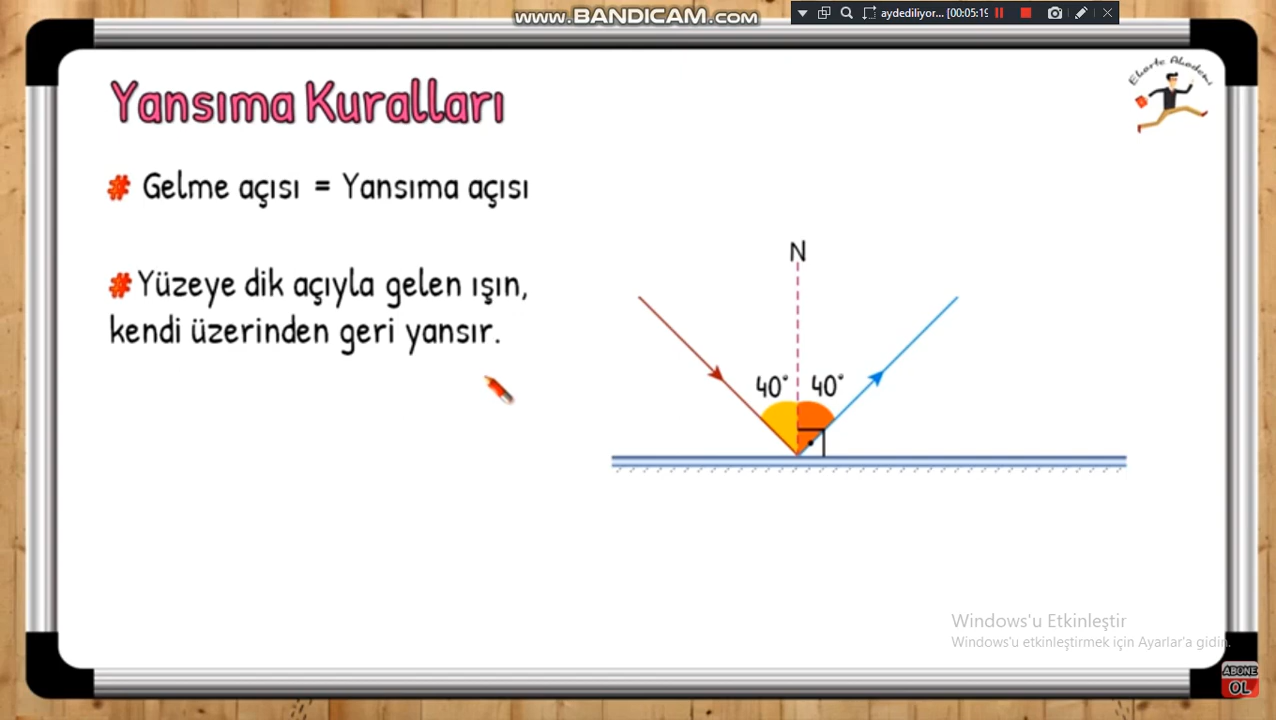 www.BANDICAM.com
aydediliyor... [00:05:19
Yansıma Kuralları
# Gelme açısı = Yansıma açısı
#Yüzeye dik açıyla gelen ışın,
kendi üzerinden geri yansır.
N
40° 40°
Windows'u Etkinleştir
Windows'u etkinleştirmek için Ayarlar'a gidin.
ABONE
OL